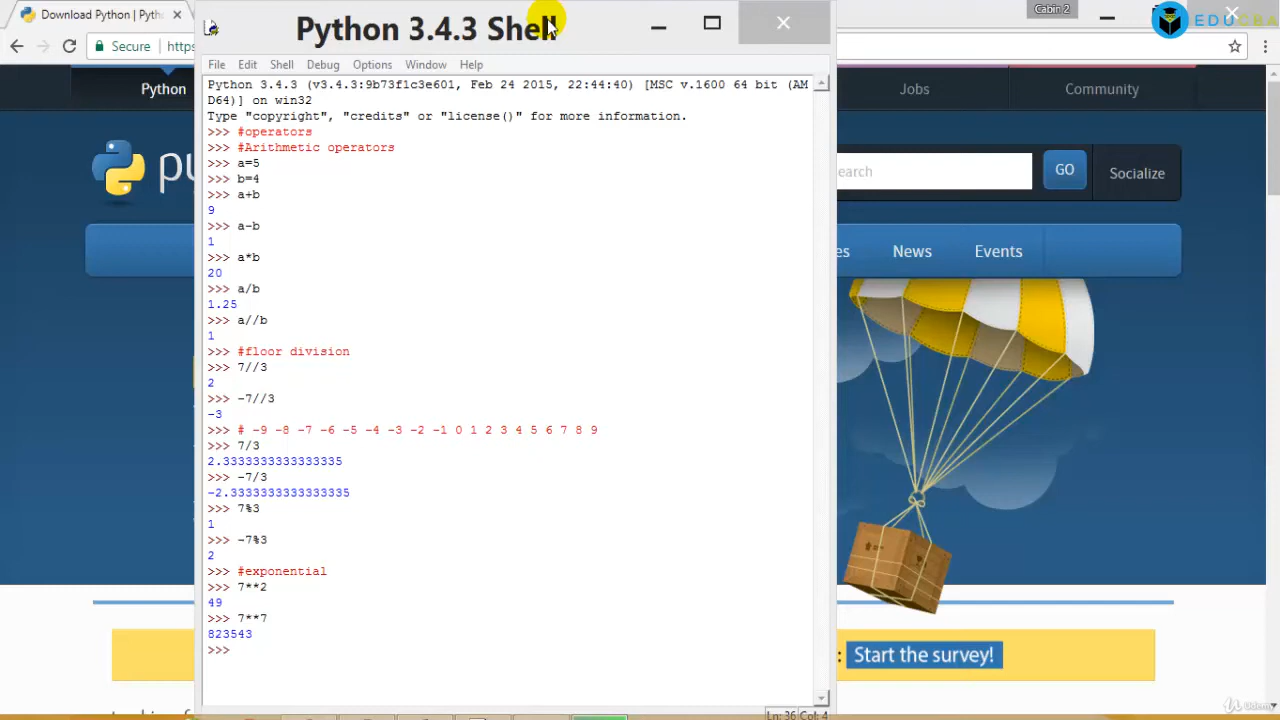 Download Python | Pyth
Python 3.4.3 Shell
Cabin 2
EDUCBA
Secure
https
File Edit Shell Debug Options Window Help
Python
Jobs
Community
Python 3.4.3 (v3.4.3:9b73f1c3e601, Feb 24 2015, 22:44:40) [MSC v.1600 64 bit (AM
D64)] on win32
Type "copyright", "credits" or "license()" for more information.
>>> #operators
>>> #Arithmetic operators
>>> a=5
>>> b=4
>>> a+b
9
>>> a-b
1
>>> a*b
20
>>> a/b
1.25
>>> a//b
1
>>> #floor division
>>> 7//3
2
>>> -7//3
-3
>>> # -9 -8 -7 -6 -5 -4 -3 -2 -1 0 1 2 3 4 5 6 7 8 9
>>> 7/3
2.3333333333333335
>>> -7/3
-2.3333333333333335
>>> 7%3
1
>>> -7%3
2
>>> #exponential
>>> 7**2
49
>>> 7**7
823543
>>>
Ln: 36 Col: 4
py
earch
GO
Socialize
es
News
Events
: Start the survey!
Udemy